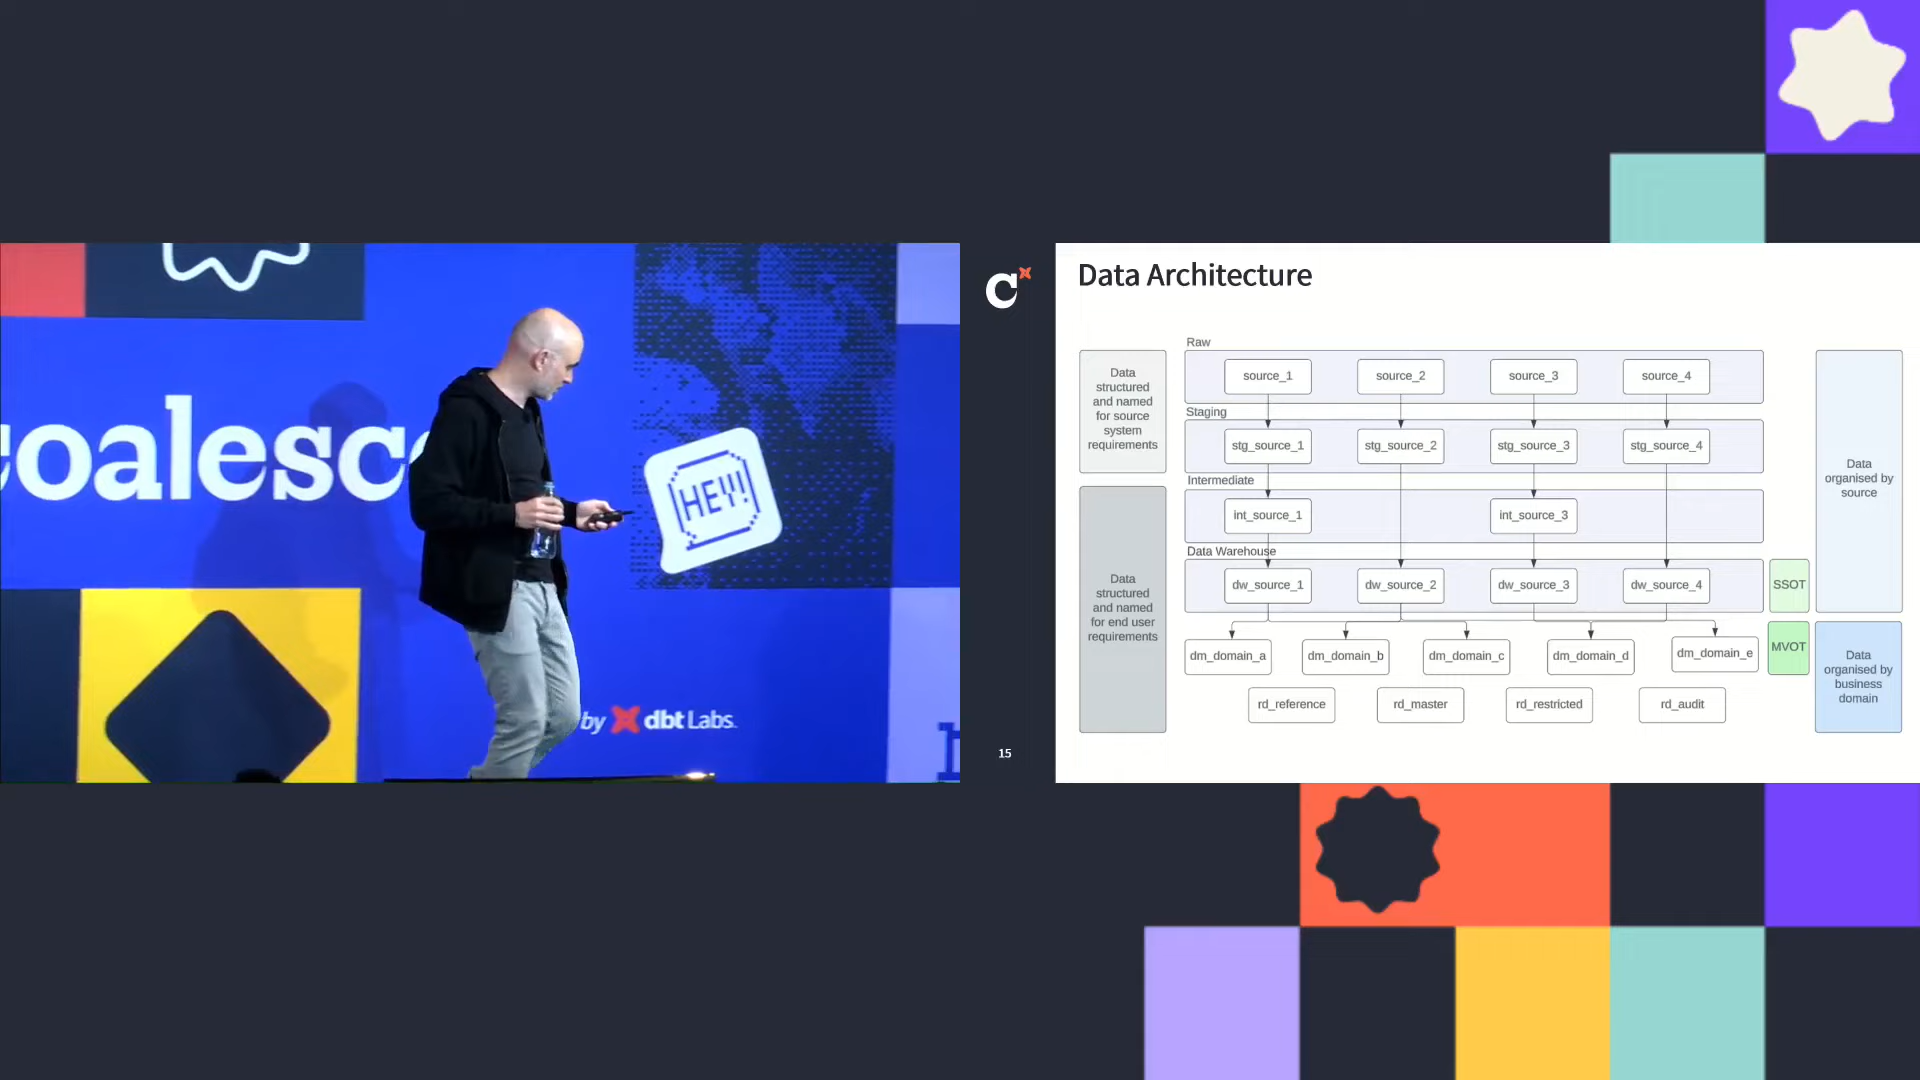 coalesc
HEY!
by dbt Labs
C
15
Data Architecture
Data
structured
and named
for source
system
requirements
Data
structured
and named
for end user
requirements
Raw
source_1
source_2
source_3
source_4
Staging
stg_source_1
stg_source_2
stg_source_3
stg_source_4
Intermediate
int_source_1
int_source_3
Data Warehouse
dw_source_1
dw_source_2
dw_source_3
dw_source_4
SSOT
dm_domain_a
dm_domain_b
dm_domain_c
dm_domain_d
dm_domain_e
MVOT
rd_reference
rd_master
rd_restricted
rd_audit
Data
organised by
source
Data
organised by
business
domain